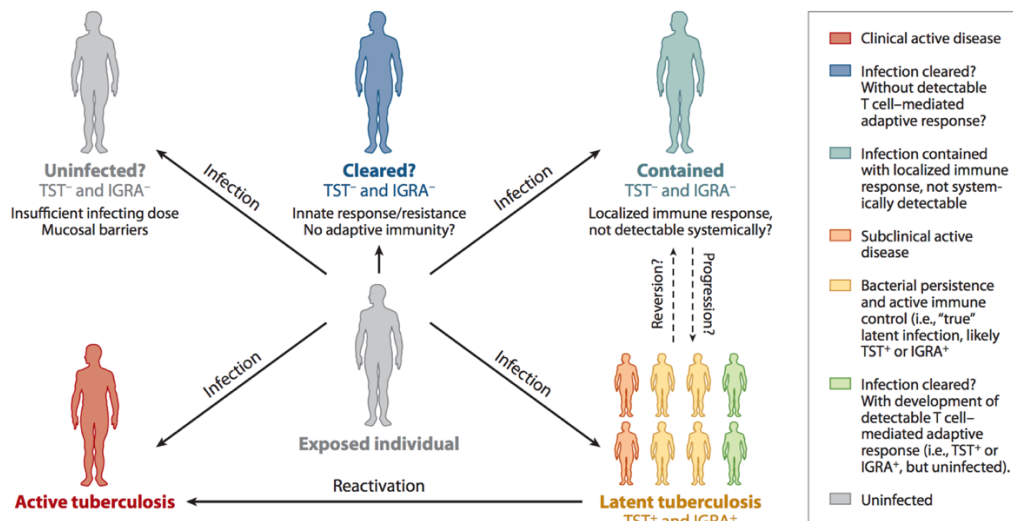 Uninfected?
TST⁻ and IGRA⁻
Insufficient infecting dose
Mucosal barriers
Cleared?
TST⁻ and IGRA⁻
Innate response/resistance
No adaptive immunity?
Contained
TST⁻ and IGRA⁻
Localized immune response,
not detectable systemically?
Infection
Infection
Reversion?
Progression?
Infection
Infection
Exposed individual
Active tuberculosis
Reactivation
Latent tuberculosis
TST⁺ and IGRA⁺
Clinical active disease
Infection cleared?
Without detectable
T cell–mediated
adaptive response?
Infection contained
with localized immune
response, not system-
ically detectable
Subclinical active
disease
Bacterial persistence
and active immune
control (i.e., “true”
latent infection, likely
TST⁺ or IGRA⁺
Infection cleared?
With development of
detectable T cell–
mediated adaptive
response (i.e., TST⁺ or
IGRA⁺, but uninfected).
Uninfected